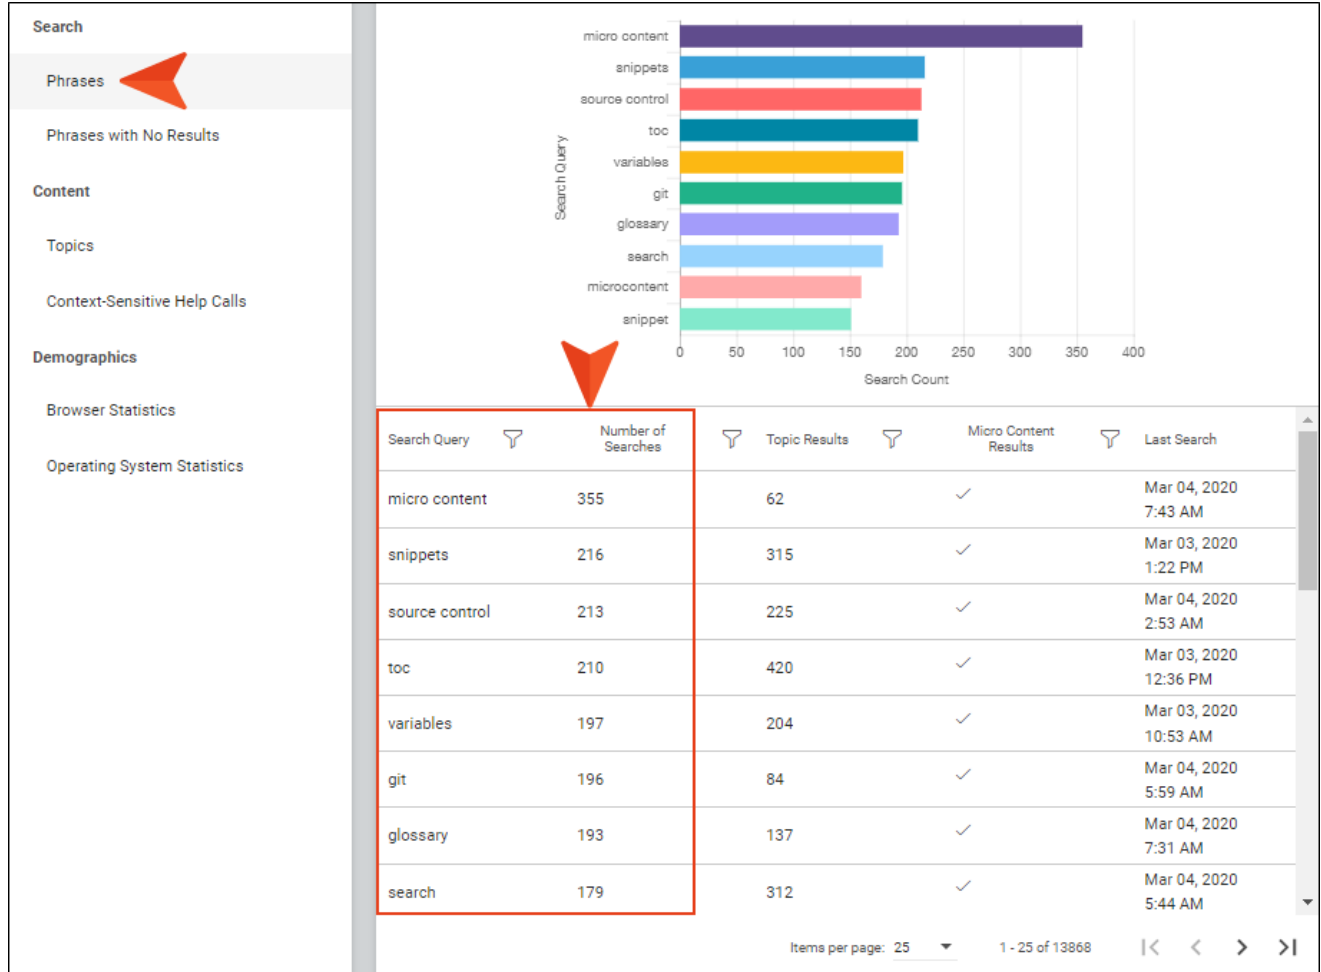 Search
Phrases
Phrases with No Results
Content
Topics
Context-Sensitive Help Calls
Demographics
Browser Statistics
Operating System Statistics
Search Query
micro content
snippets
source control
toc
variables
git
glossary
search
microcontent
snippet
0 50 100 150 200 250 300 350 400
Search Count
Search Query Number of Searches Topic Results Micro Content Results Last Search
micro content 355 62 Mar 04, 2020
7:43 AM
snippets 216 315 Mar 03, 2020
1:22 PM
source control 213 225 Mar 04, 2020
2:53 AM
toc 210 420 Mar 03, 2020
12:36 PM
variables 197 204 Mar 03, 2020
10:53 AM
git 196 84 Mar 04, 2020
5:59 AM
glossary 193 137 Mar 04, 2020
7:31 AM
search 179 312 Mar 04, 2020
5:44 AM
Items per page: 25 1 - 25 of 13868